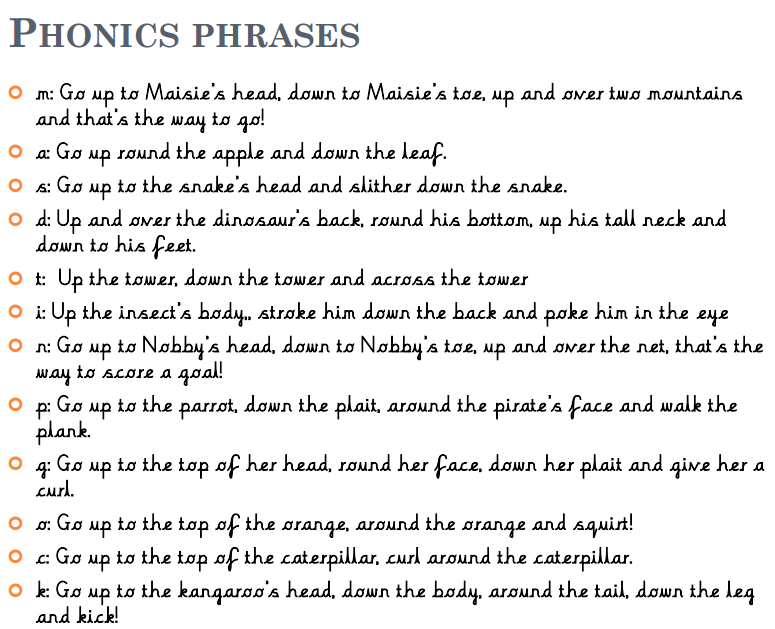 PHONICS PHRASES
m: Go up to Maisie's head, down to Maisie's toe, up and over two mountains
and that's the way to go!
a: Go up round the apple and down the leaf.
s: Go up to the snake's head and slither down the snake.
d: Up and over the dinosaur's back, round his bottom, up his tall neck and
down to his feet.
t:  Up the tower, down the tower and across the tower
i: Up the insect's body,, stroke him down the back and poke him in the eye
n: Go up to Nobby's head, down to Nobby's toe, up and over the net, that's the
way to score a goal!
p: Go up to the parrot, down the plait, around the pirate's face and walk the
plank.
g: Go up to the top of her head, round her face, down her plait and give her a
curl.
o: Go up to the top of the orange, around the orange and squirt!
c: Go up to the top of the caterpillar, curl around the caterpillar.
k: Go up to the kangaroo's head, down the body, around the tail, down the leg
and kick!